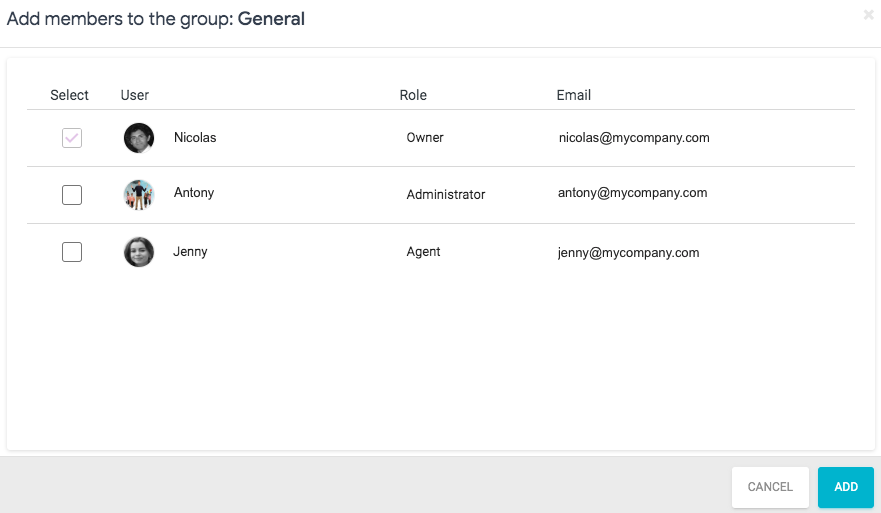 Add members to the group: General
Select User Role Email
Nicolas Owner nicolas@mycompany.com
Antony Administrator antony@mycompany.com
Jenny Agent jenny@mycompany.com
CANCEL ADD